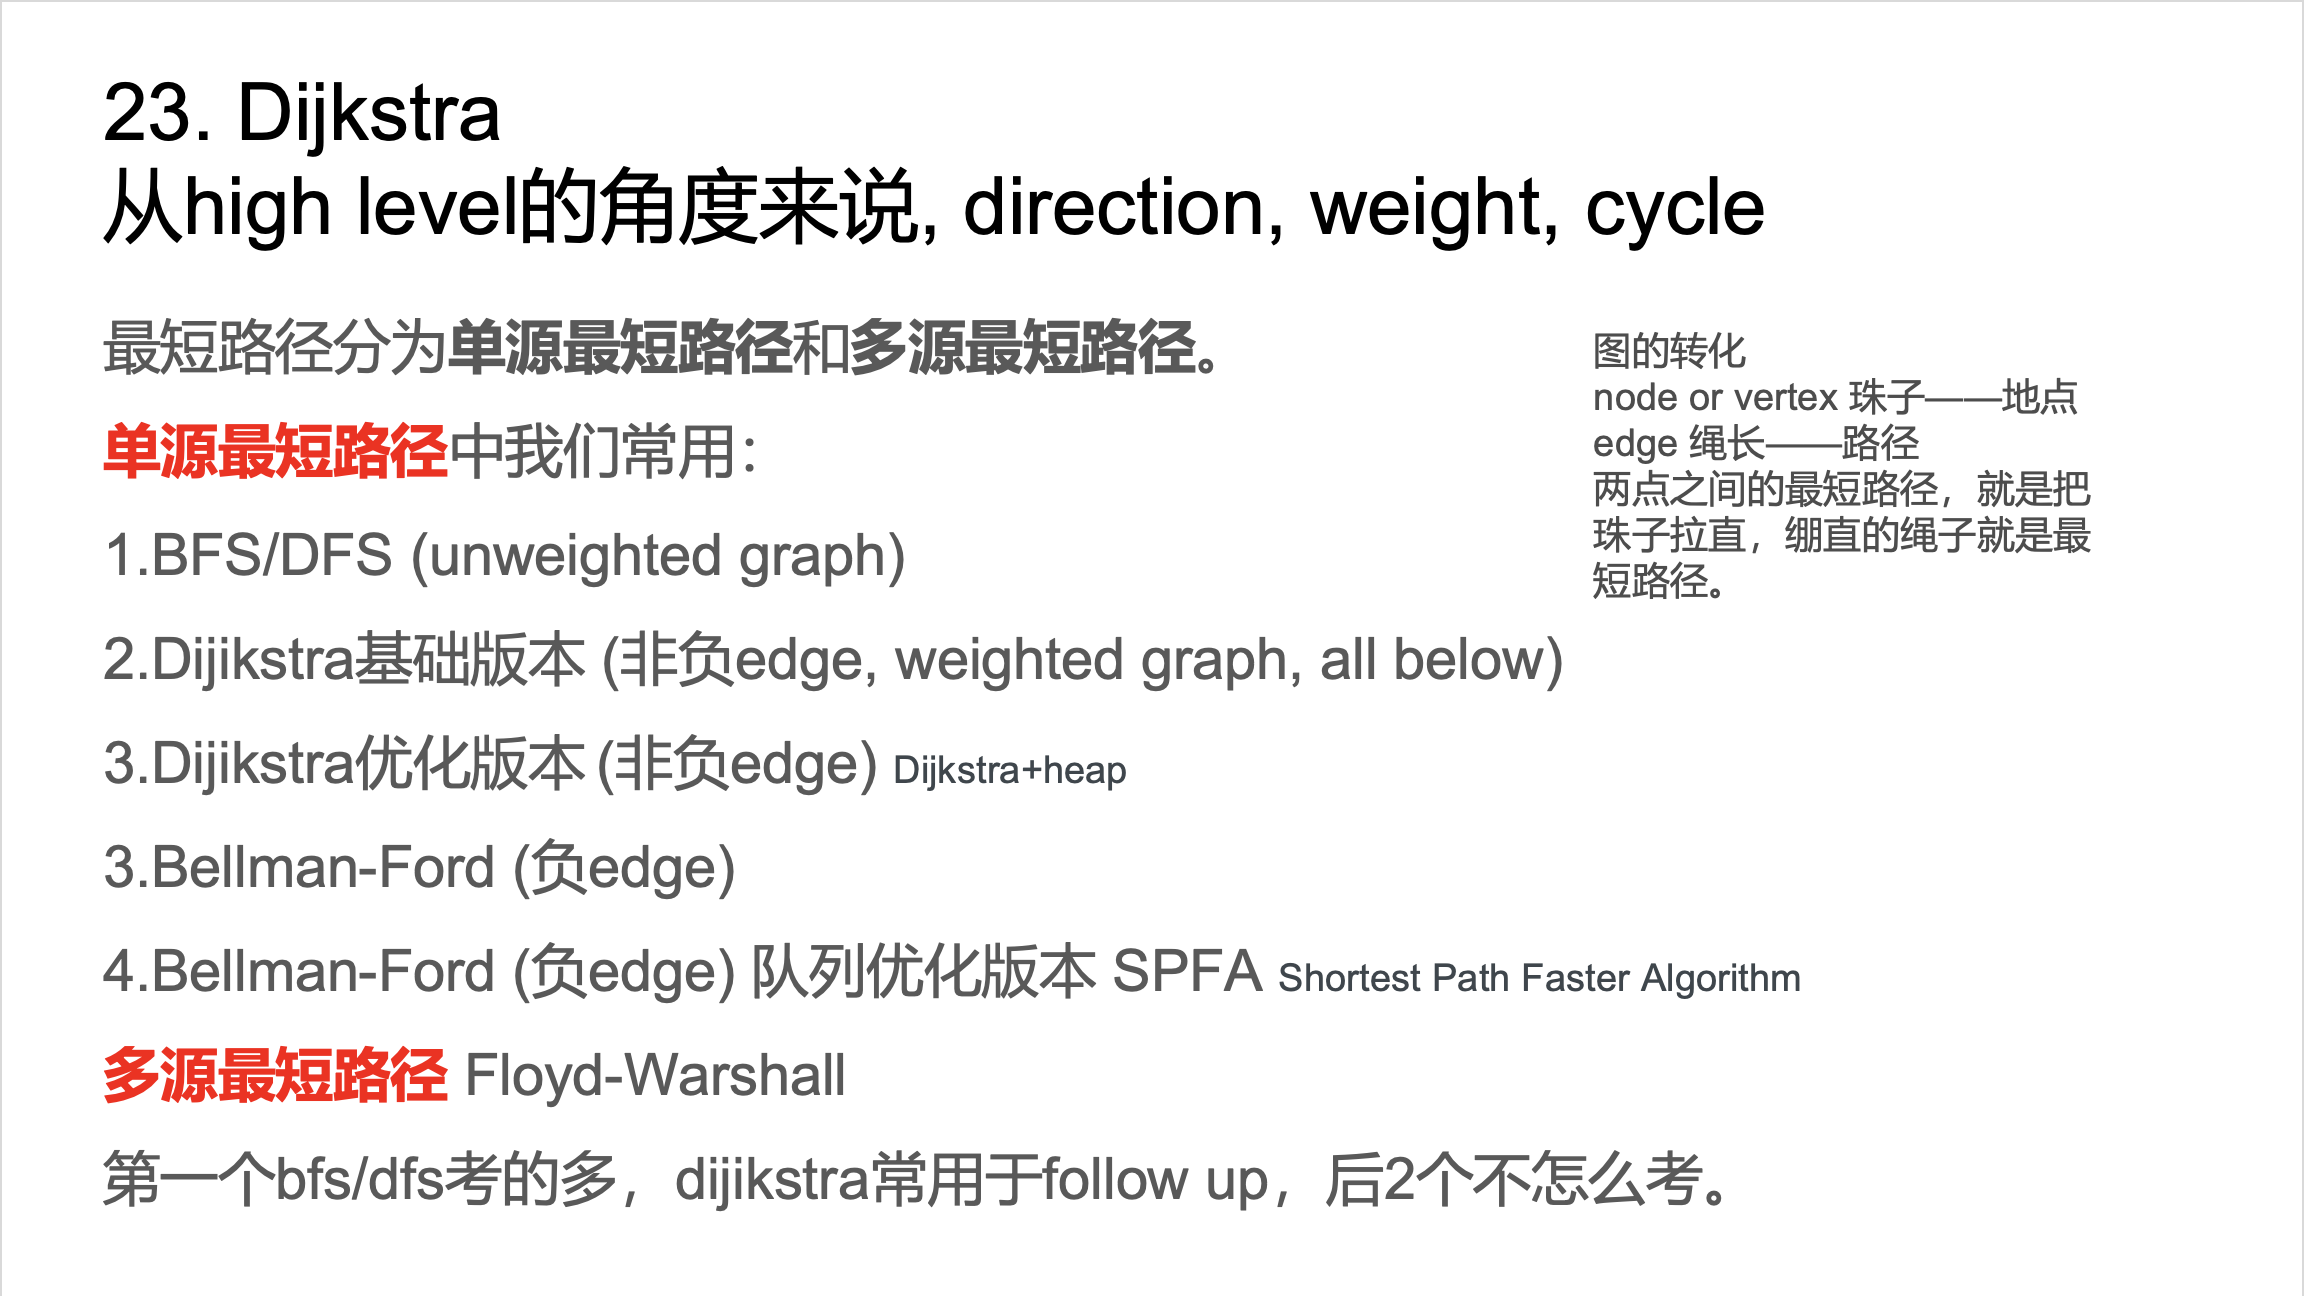 23. Dijkstra
从high level的角度来说, direction, weight, cycle
最短路径分为单源最短路径和多源最短路径。
单源最短路径中我们常用：
1.BFS/DFS (unweighted graph)
2.Dijikstra基础版本 (非负edge, weighted graph, all below)
3.Dijikstra优化版本 (非负edge) Dijkstra+heap
3.Bellman-Ford (负edge)
4.Bellman-Ford (负edge) 队列优化版本 SPFA Shortest Path Faster Algorithm
多源最短路径 Floyd-Warshall
第一个bfs/dfs考的多，dijikstra常用于follow up，后2个不怎么考。
图的转化
node or vertex 珠子——地点
edge 绳长——路径
两点之间的最短路径，就是把
珠子拉直，绷直的绳子就是最
短路径。